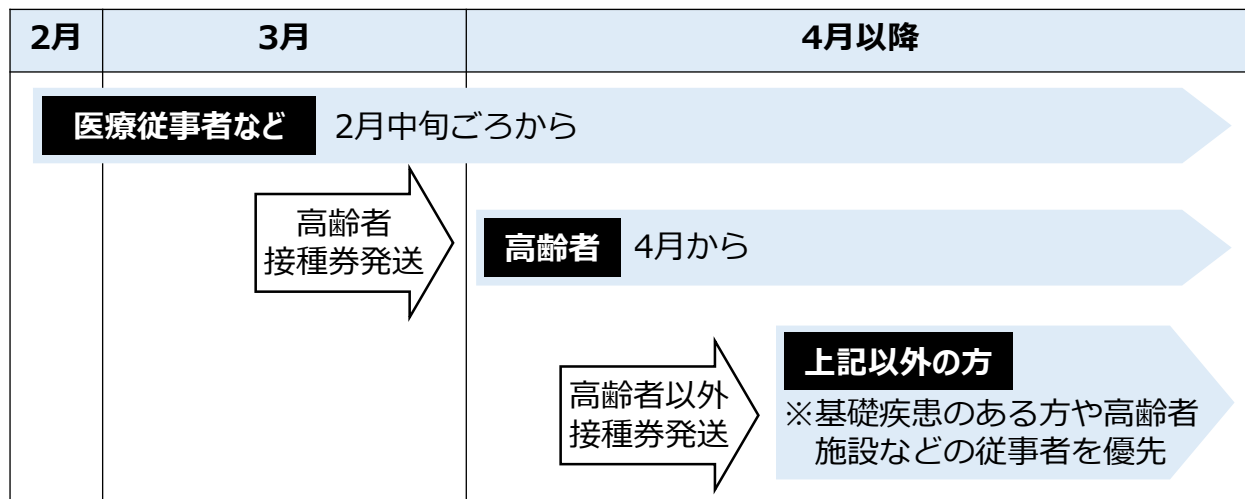 2月 3月 4月以降
医療従事者など 2月中旬ごろから
高齢者
接種券発送
高齢者 4月から
高齢者以外
接種券発送
上記以外の方
※基礎疾患のある方や高齢者
施設などの従事者を優先